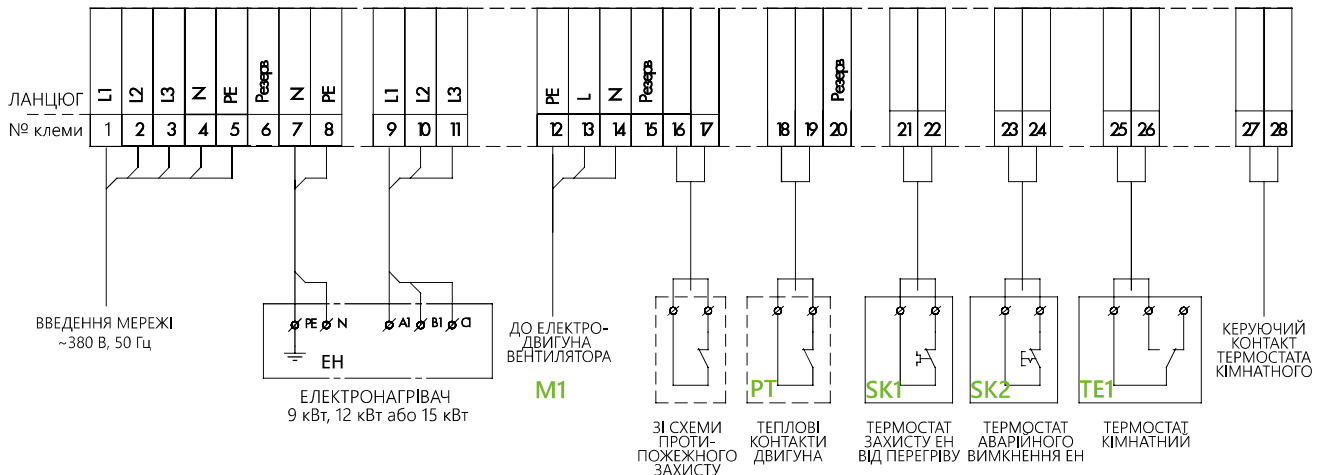 ЛАНЦЮГ L1 L2 L3 N PE Резерв N PE L1 L2 L3 PE L N Резерв Резерв
№ клеми 1 2 3 4 5 6 7 8 9 10 11 12 13 14 15 16 17 18 19 20 21 22 23 24 25 26 27 28
PE N A1 B1 C1
EH
ВВЕДЕННЯ МЕРЕЖІ
~380 В, 50 Гц
ЕЛЕКТРОНАГРІВАЧ
9 кВт, 12 кВт або 15 кВт
ДО ЕЛЕКТРО-
ДВИГУНА
ВЕНТИЛЯТОРА
M1
PT
SK1
SK2
TE1
КЕРУЮЧИЙ
КОНТАКТ
ТЕРМОСТАТА
КІМНАТНОГО
ЗІ СХЕМИ
ПРОТИ-
ПОЖЕЖНОГО
ЗАХИСТУ
ТЕПЛОВІ
КОНТАКТИ
ДВИГУНА
ТЕРМОСТАТ
ЗАХИСТУ ЕН
ВІД ПЕРЕГРІВУ
ТЕРМОСТАТ
АВАРІЙНОГО
ВИМКНЕННЯ ЕН
ТЕРМОСТАТ
КІМНАТНИЙ